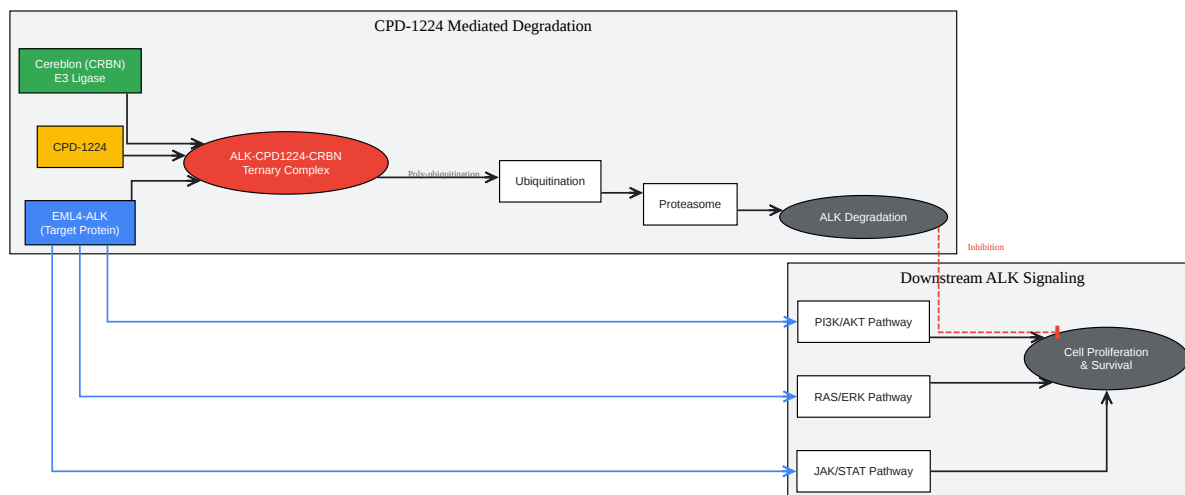 CPD-1224 Mediated Degradation
Cereblon (CRBN)
E3 Ligase
CPD-1224
EML4-ALK
(Target Protein)
ALK-CPD1224-CRBN
Ternary Complex
Poly-ubiquitination
Ubiquitination
Proteasome
ALK Degradation
Inhibition
Downstream ALK Signaling
PI3K/AKT Pathway
RAS/ERK Pathway
JAK/STAT Pathway
Cell Proliferation
& Survival